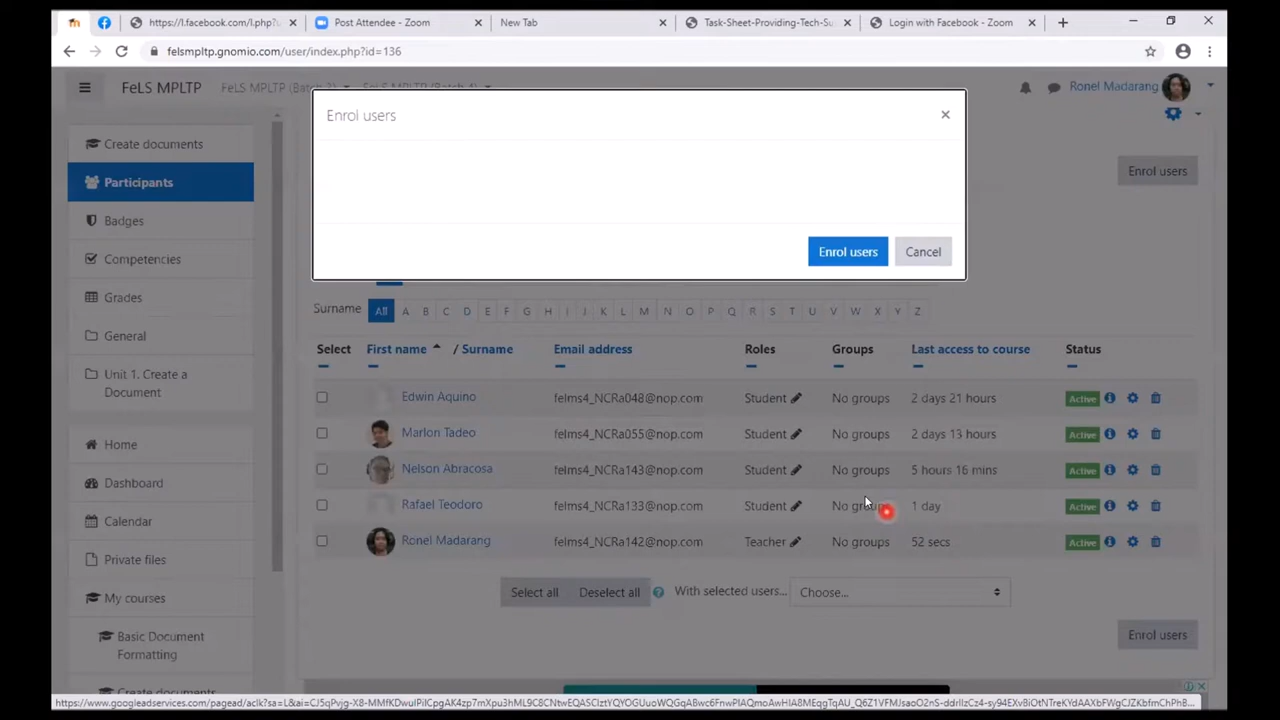 https://l.facebook.com/l.php?u
Post Attendee - Zoom
New Tab
Task-Sheet-Providing-Tech-Su
Login with Facebook - Zoom
felsmpltp.gnomio.com/user/index.php?id=136
FeLS MPLTP
Ronel Madarang
Enrol users
Enrol users
Enrol users Cancel
Create documents
Participants
Badges
Competencies
Grades
General
Unit 1. Create a
Document
Home
Dashboard
Calendar
Private files
My courses
Basic Document
Formatting
Create documents
Surname All A B C D E F G H I J K L M N O P Q R S T U V W X Y Z
Select First name / Surname Email address Roles Groups Last access to course Status
Edwin Aquino felms4_NCRa048@nop.com Student No groups 2 days 21 hours Active
Marlon Tadeo felms4_NCRa055@nop.com Student No groups 2 days 13 hours Active
Nelson Abracosa felms4_NCRa143@nop.com Student No groups 5 hours 16 mins Active
Rafael Teodoro felms4_NCRa133@nop.com Student No groups 1 day Active
Ronel Madarang felms4_NCRa142@nop.com Teacher No groups 52 secs Active
Select all Deselect all With selected users... Choose...
Enrol users